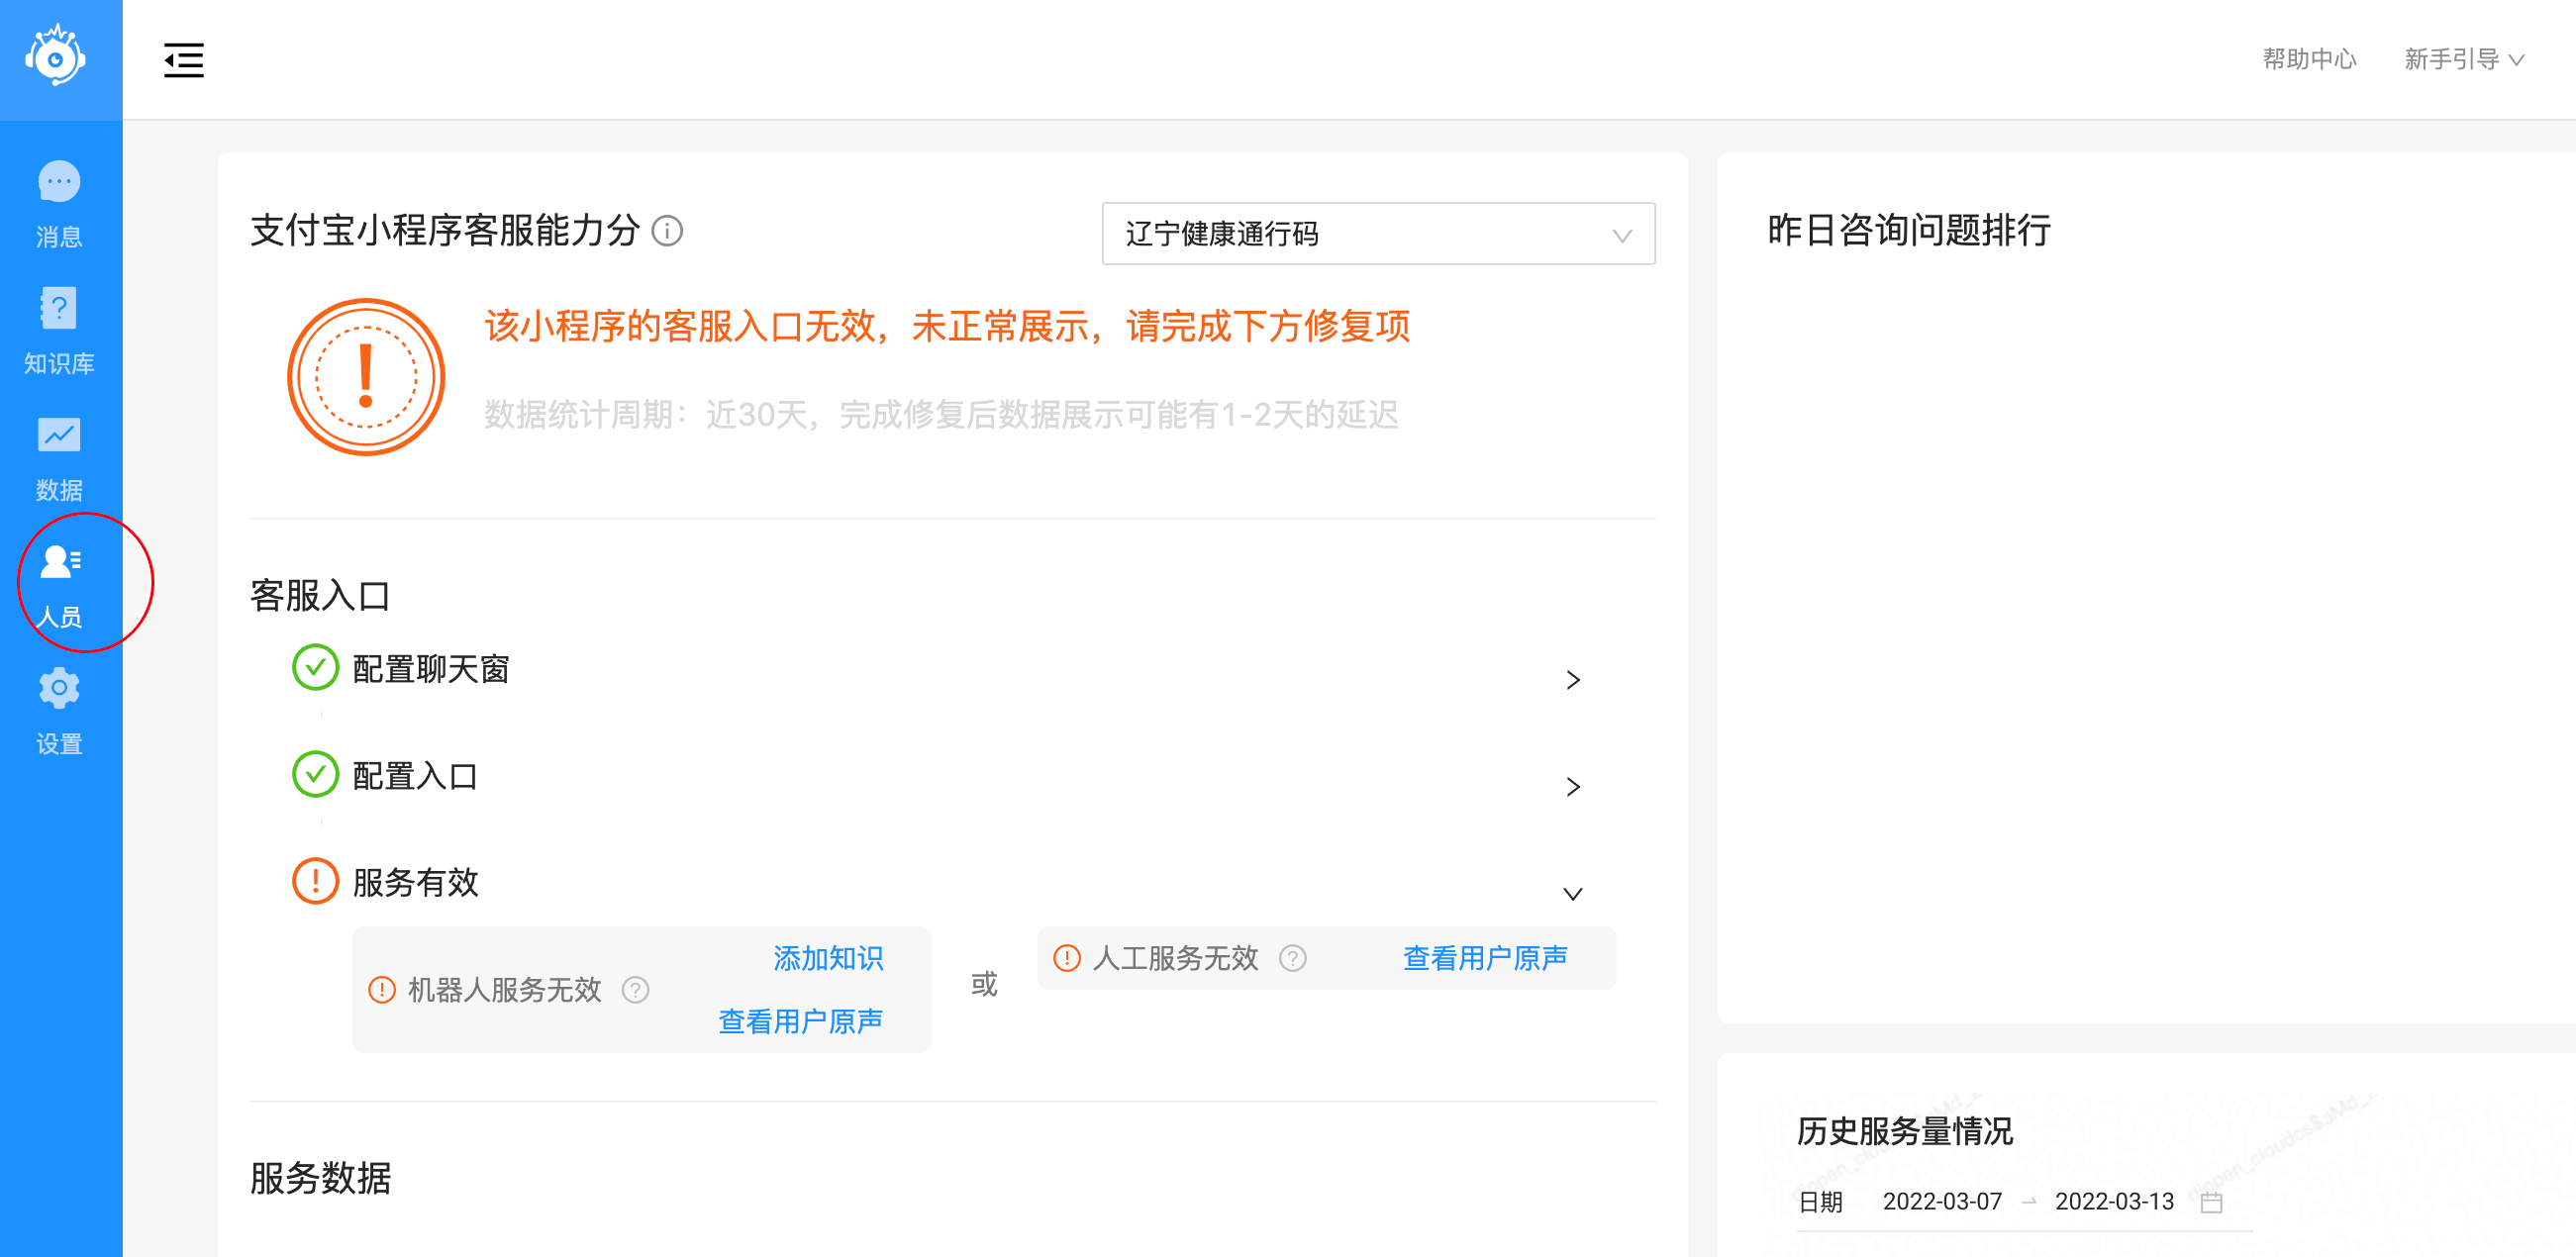 帮助中心
新手引导
消息
知识库
数据
人员
设置
支付宝小程序客服能力分
辽宁健康通行码
该小程序的客服入口无效，未正常展示，请完成下方修复项
数据统计周期：近30天，完成修复后数据展示可能有1-2天的延迟
客服入口
配置聊天窗
配置入口
服务有效
机器人服务无效
添加知识
查看用户原声
或
人工服务无效
查看用户原声
服务数据
昨日咨询问题排行
历史服务量情况
日期 2022-03-07 → 2022-03-13